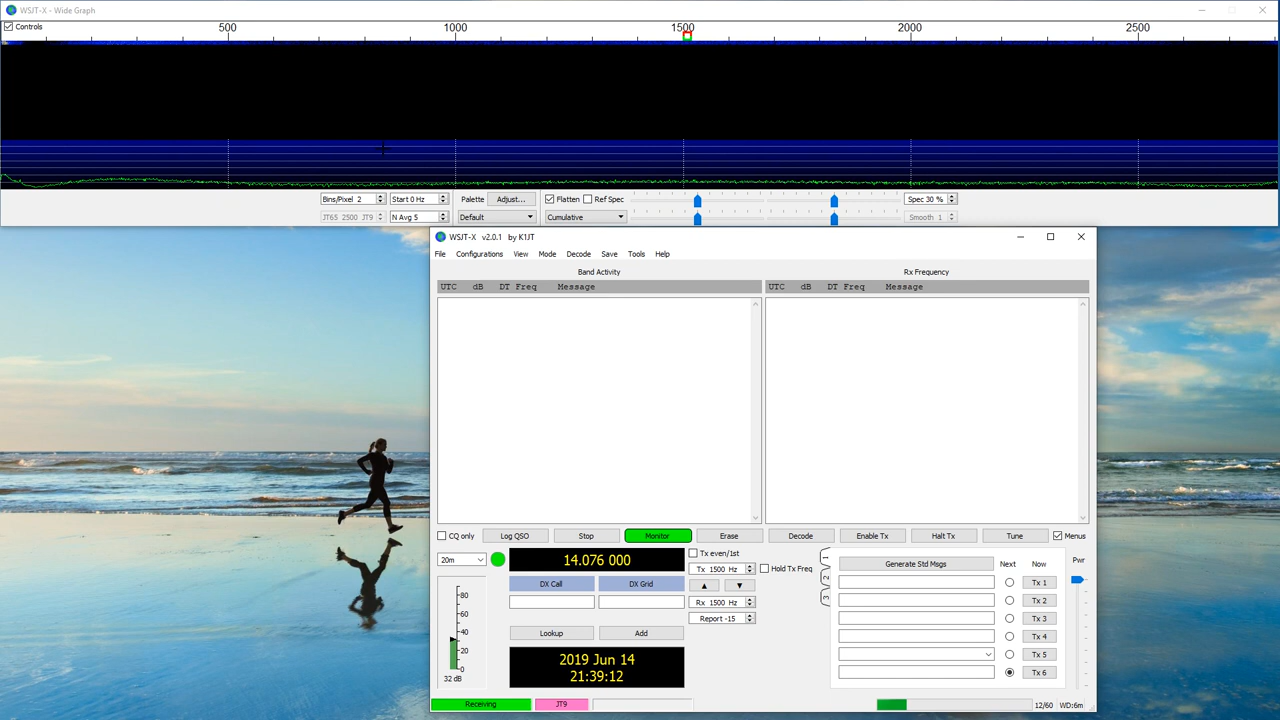 WSJT-X - Wide Graph
Controls
500 1000 1500 2000 2500
Bins/Pixel 2 Start 0 Hz Palette Adjust... Flatten Ref Spec Spec 30 %
JT65 2500 JT9 N Avg 5 Default Cumulative Smooth 1
WSJT-X v2.0.1 by K1JT
File Configurations View Mode Decode Save Tools Help
Band Activity Rx Frequency
UTC dB DT Freq Message UTC dB DT Freq Message
CQ only Log QSO Stop Monitor Erase Decode Enable Tx Halt Tx Tune Menus
20m 14.076 000 Tx even/1st Pwr
Tx 1500 Hz Hold Tx Freq 1 Generate Std Msgs Next Now
DX Call DX Grid 2 Tx 1
80 Rx 1500 Hz 3 Tx 2
60 Report -15 Tx 3
40 Lookup Add Tx 4
20 2019 Jun 14 Tx 5
0 21:39:12 Tx 6
32 dB
Receiving JT9 12/60 WD:6m